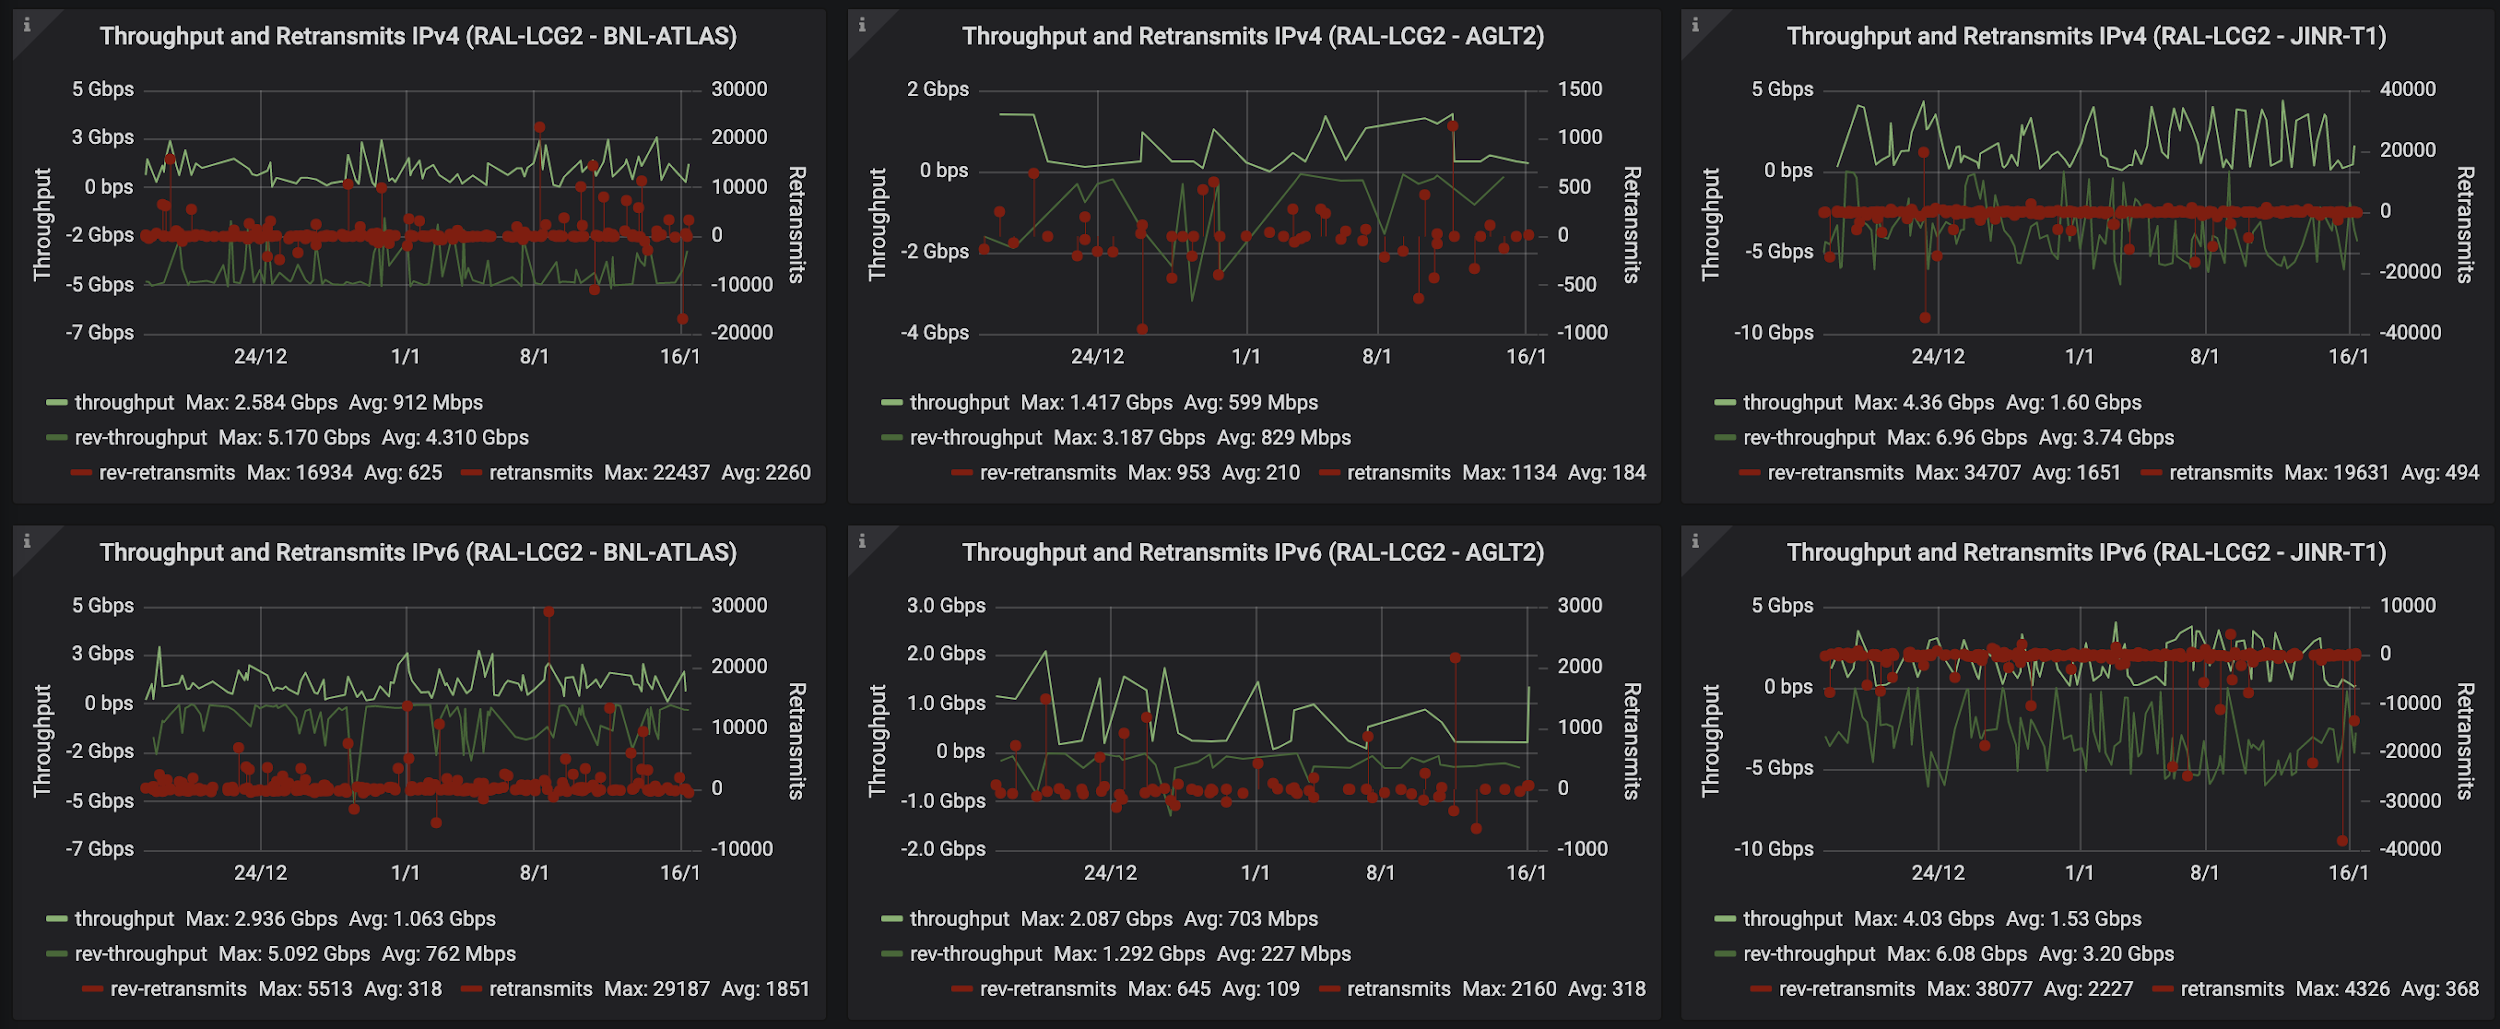 Throughput and Retransmits IPv4 (RAL-LCG2 - BNL-ATLAS)
5 Gbps
3 Gbps
0 bps
-2 Gbps
-5 Gbps
-7 Gbps
Throughput
30000
20000
10000
0
-10000
-20000
Retransmits
24/12 1/1 8/1 16/1
throughput Max: 2.584 Gbps Avg: 912 Mbps
rev-throughput Max: 5.170 Gbps Avg: 4.310 Gbps
rev-retransmits Max: 16934 Avg: 625 retransmits Max: 22437 Avg: 2260
Throughput and Retransmits IPv4 (RAL-LCG2 - AGLT2)
2 Gbps
0 bps
-2 Gbps
-4 Gbps
Throughput
1500
1000
500
0
-500
-1000
Retransmits
24/12 1/1 8/1 16/1
throughput Max: 1.417 Gbps Avg: 599 Mbps
rev-throughput Max: 3.187 Gbps Avg: 829 Mbps
rev-retransmits Max: 953 Avg: 210 retransmits Max: 1134 Avg: 184
Throughput and Retransmits IPv4 (RAL-LCG2 - JINR-T1)
5 Gbps
0 bps
-5 Gbps
-10 Gbps
Throughput
40000
20000
0
-20000
-40000
Retransmits
24/12 1/1 8/1 16/1
throughput Max: 4.36 Gbps Avg: 1.60 Gbps
rev-throughput Max: 6.96 Gbps Avg: 3.74 Gbps
rev-retransmits Max: 34707 Avg: 1651 retransmits Max: 19631 Avg: 494
Throughput and Retransmits IPv6 (RAL-LCG2 - BNL-ATLAS)
5 Gbps
3 Gbps
0 bps
-2 Gbps
-5 Gbps
-7 Gbps
Throughput
30000
20000
10000
0
-10000
Retransmits
24/12 1/1 8/1 16/1
throughput Max: 2.936 Gbps Avg: 1.063 Gbps
rev-throughput Max: 5.092 Gbps Avg: 762 Mbps
rev-retransmits Max: 5513 Avg: 318 retransmits Max: 29187 Avg: 1851
Throughput and Retransmits IPv6 (RAL-LCG2 - AGLT2)
3.0 Gbps
2.0 Gbps
1.0 Gbps
0 bps
-1.0 Gbps
-2.0 Gbps
Throughput
3000
2000
1000
0
-1000
Retransmits
24/12 1/1 8/1 16/1
throughput Max: 2.087 Gbps Avg: 703 Mbps
rev-throughput Max: 1.292 Gbps Avg: 227 Mbps
rev-retransmits Max: 645 Avg: 109 retransmits Max: 2160 Avg: 318
Throughput and Retransmits IPv6 (RAL-LCG2 - JINR-T1)
5 Gbps
0 bps
-5 Gbps
-10 Gbps
Throughput
10000
0
-10000
-20000
-30000
-40000
Retransmits
24/12 1/1 8/1 16/1
throughput Max: 4.03 Gbps Avg: 1.53 Gbps
rev-throughput Max: 6.08 Gbps Avg: 3.20 Gbps
rev-retransmits Max: 38077 Avg: 2227 retransmits Max: 4326 Avg: 368